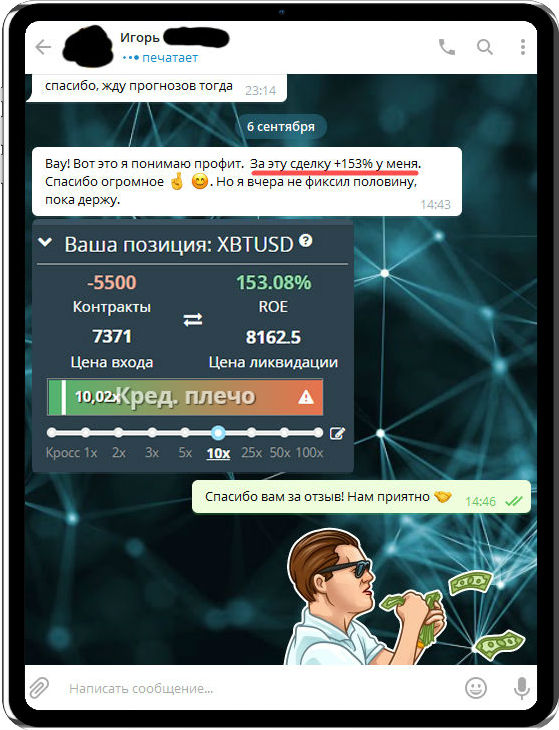 Игорь
печатает
спасибо, жду прогнозов тогда
23:14
6 сентября
Вау! Вот это я понимаю профит. За эту сделку +153% у меня.
Спасибо огромное ☝️ 😊. Но я вчера не фиксил половину,
пока держу.
14:43
Ваша позиция: XBTUSD ?
-5500 153.08%
Контракты ROE
7371 8162.5
Цена входа Цена ликвидации
10,02x Кред. плечо
Кросс 1x 2x 3x 5x 10x 25x 50x 100x
Спасибо вам за отзыв! Нам приятно 🤝
14:46
Написать сообщение...